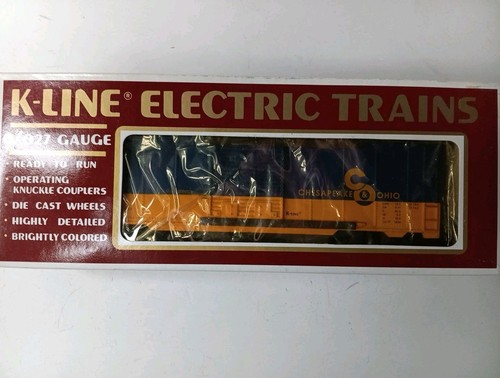 K-LINE® ELECTRIC TRAINS
027 GAUGE
• READY TO RUN
• OPERATING
KNUCKLE COUPLERS
• DIE CAST WHEELS
• HIGHLY DETAILED
BRIGHTLY COLORED
CHESAPEAKE & OHIO